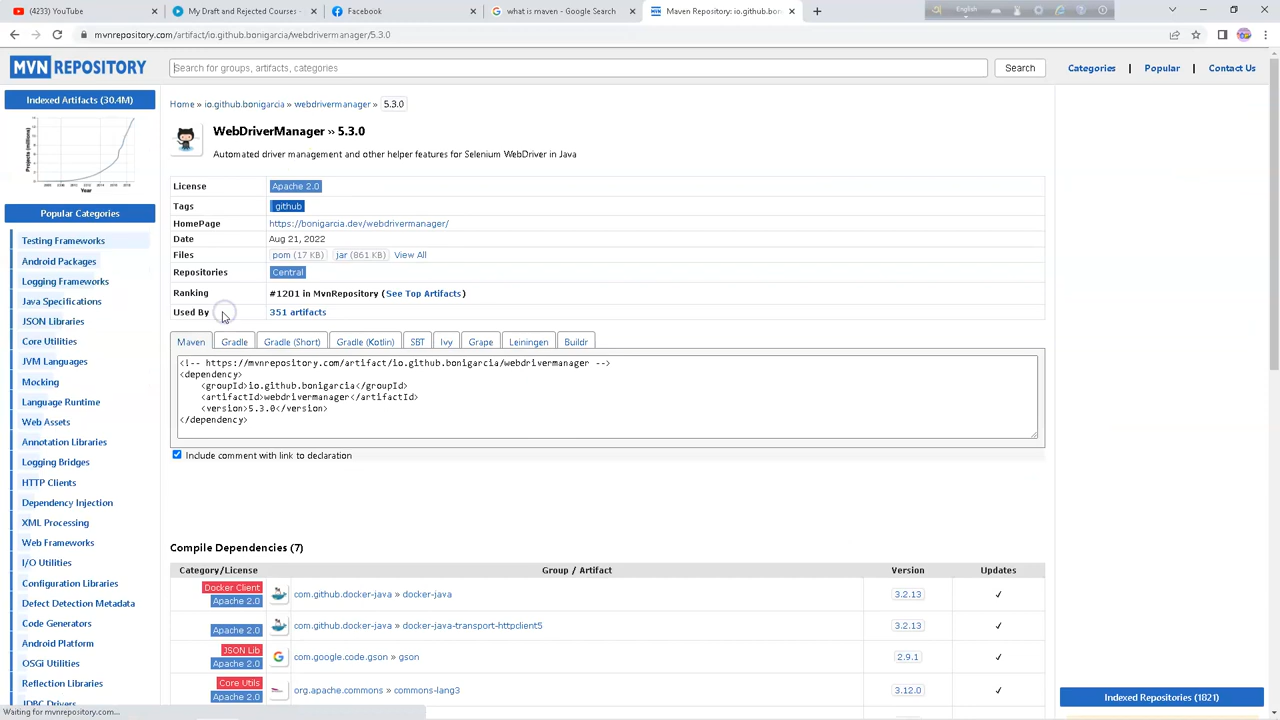 (4233) YouTube
My Draft and Rejected Courses -
Facebook
what is maven - Google Search
Maven Repository: io.github.boni
English
mvnrepository.com/artifact/io.github.bonigarcia/webdrivermanager/5.3.0
MVN REPOSITORY
Search for groups, artifacts, categories
Search
Categories | Popular | Contact Us
Indexed Artifacts (30.4M)
Projects (millions)
Year
Popular Categories
Testing Frameworks
Android Packages
Logging Frameworks
Java Specifications
JSON Libraries
Core Utilities
JVM Languages
Mocking
Language Runtime
Web Assets
Annotation Libraries
Logging Bridges
HTTP Clients
Dependency Injection
XML Processing
Web Frameworks
I/O Utilities
Configuration Libraries
Defect Detection Metadata
Code Generators
Android Platform
OSGi Utilities
Reflection Libraries
JDBC Drivers
Home » io.github.bonigarcia » webdrivermanager » 5.3.0
WebDriverManager » 5.3.0
Automated driver management and other helper features for Selenium WebDriver in Java
License Apache 2.0
Tags github
HomePage https://bonigarcia.dev/webdrivermanager/
Date Aug 21, 2022
Files pom (17 KB) jar (861 KB) View All
Repositories Central
Ranking #1201 in MvnRepository (See Top Artifacts)
Used By 351 artifacts
Maven Gradle Gradle (Short) Gradle (Kotlin) SBT Ivy Grape Leiningen Buildr
<!-- https://mvnrepository.com/artifact/io.github.bonigarcia/webdrivermanager -->
<dependency>
<groupId>io.github.bonigarcia</groupId>
<artifactId>webdrivermanager</artifactId>
<version>5.3.0</version>
</dependency>
Include comment with link to declaration
Compile Dependencies (7)
Category/License Group / Artifact Version Updates
Docker Client
Apache 2.0 com.github.docker-java » docker-java 3.2.13 ✓
Apache 2.0 com.github.docker-java » docker-java-transport-httpclient5 3.2.13 ✓
JSON Lib
Apache 2.0 com.google.code.gson » gson 2.9.1 ✓
Core Utils
Apache 2.0 org.apache.commons » commons-lang3 3.12.0 ✓
Indexed Repositories (1821)
Waiting for mvnrepository.com...